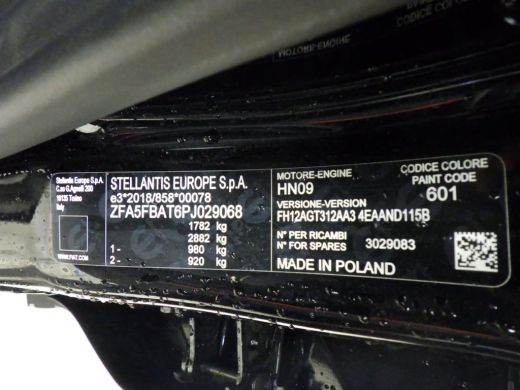 Stellantis Europe S.p.A.
C.so G.Agnelli 200
10135 Torino
Italy
WWW.FIAT.COM
STELLANTIS EUROPE S.p.A.
e3*2018/858*00078
ZFA5FBAT6PJ029068
1782 kg
2882 kg
1- 980 kg
2- 920 kg
MOTORE-ENGINE
HN09
VERSIONE-VERSION
FH12AGT312AA3 4EAAND115B
N° PER RICAMBI
N° FOR SPARES 3029083
MADE IN POLAND
CODICE COLORE
PAINT CODE
601